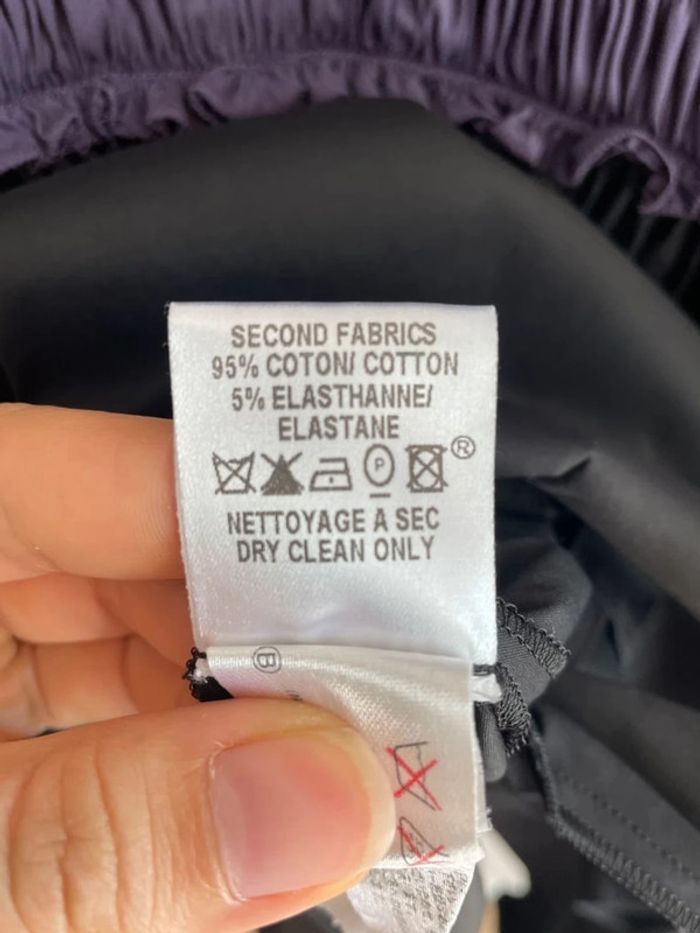 SECOND FABRICS
95% COTON/ COTTON
5% ELASTHANNE/
ELASTANE
P
®
NETTOYAGE A SEC
DRY CLEAN ONLY
B